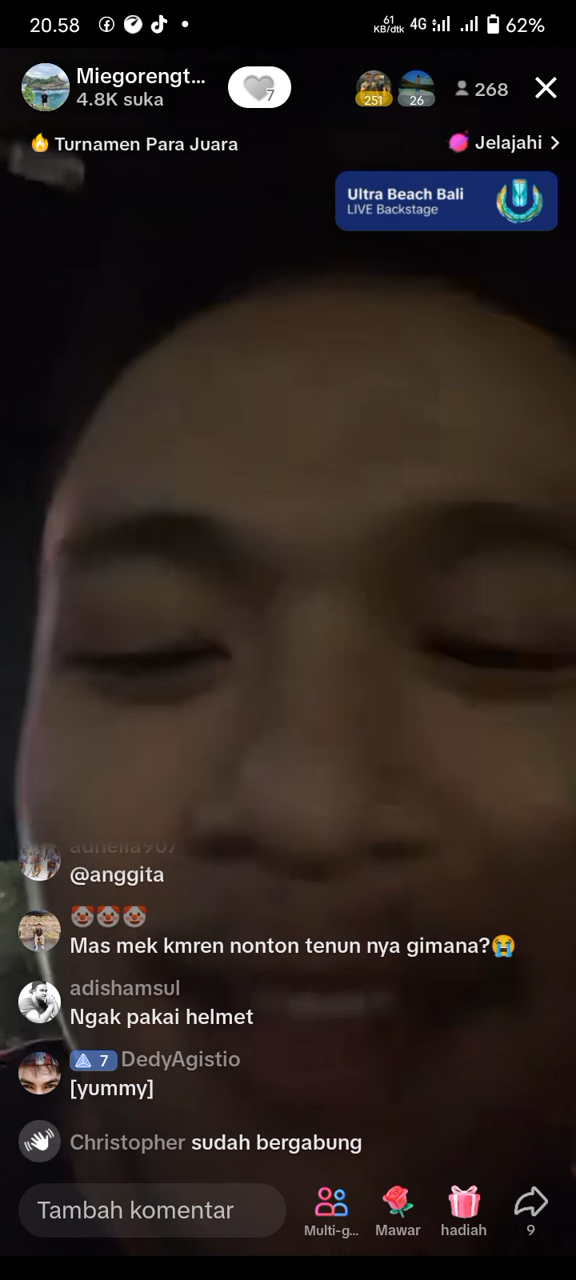 20.58
61
KB/dtk
4G
62%
Miegorengt...
4.8K suka
7
251
26
268
Turnamen Para Juara
Jelajahi
Ultra Beach Bali
LIVE Backstage
adhelia907
@anggita
Mas mek kmren nonton tenun nya gimana?😭
adishamsul
Ngak pakai helmet
7 DedyAgistio
[yummy]
Christopher sudah bergabung
Tambah komentar
Multi-g...
Mawar
hadiah
9